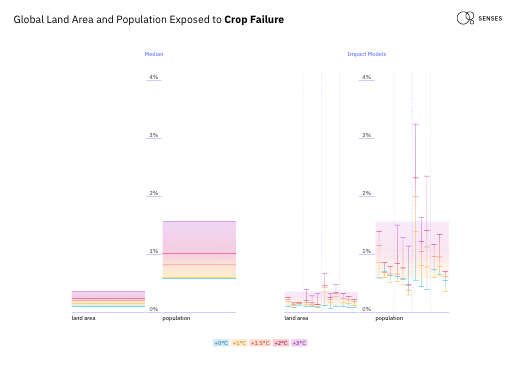 Global Land Area and Population Exposed to Crop Failure
SENSES
Median
Impact Models
4%
4%
3%
3%
2%
2%
1%
1%
0%
0%
land area
population
land area
population
+0°C
+1°C
+1.5°C
+2°C
+3°C